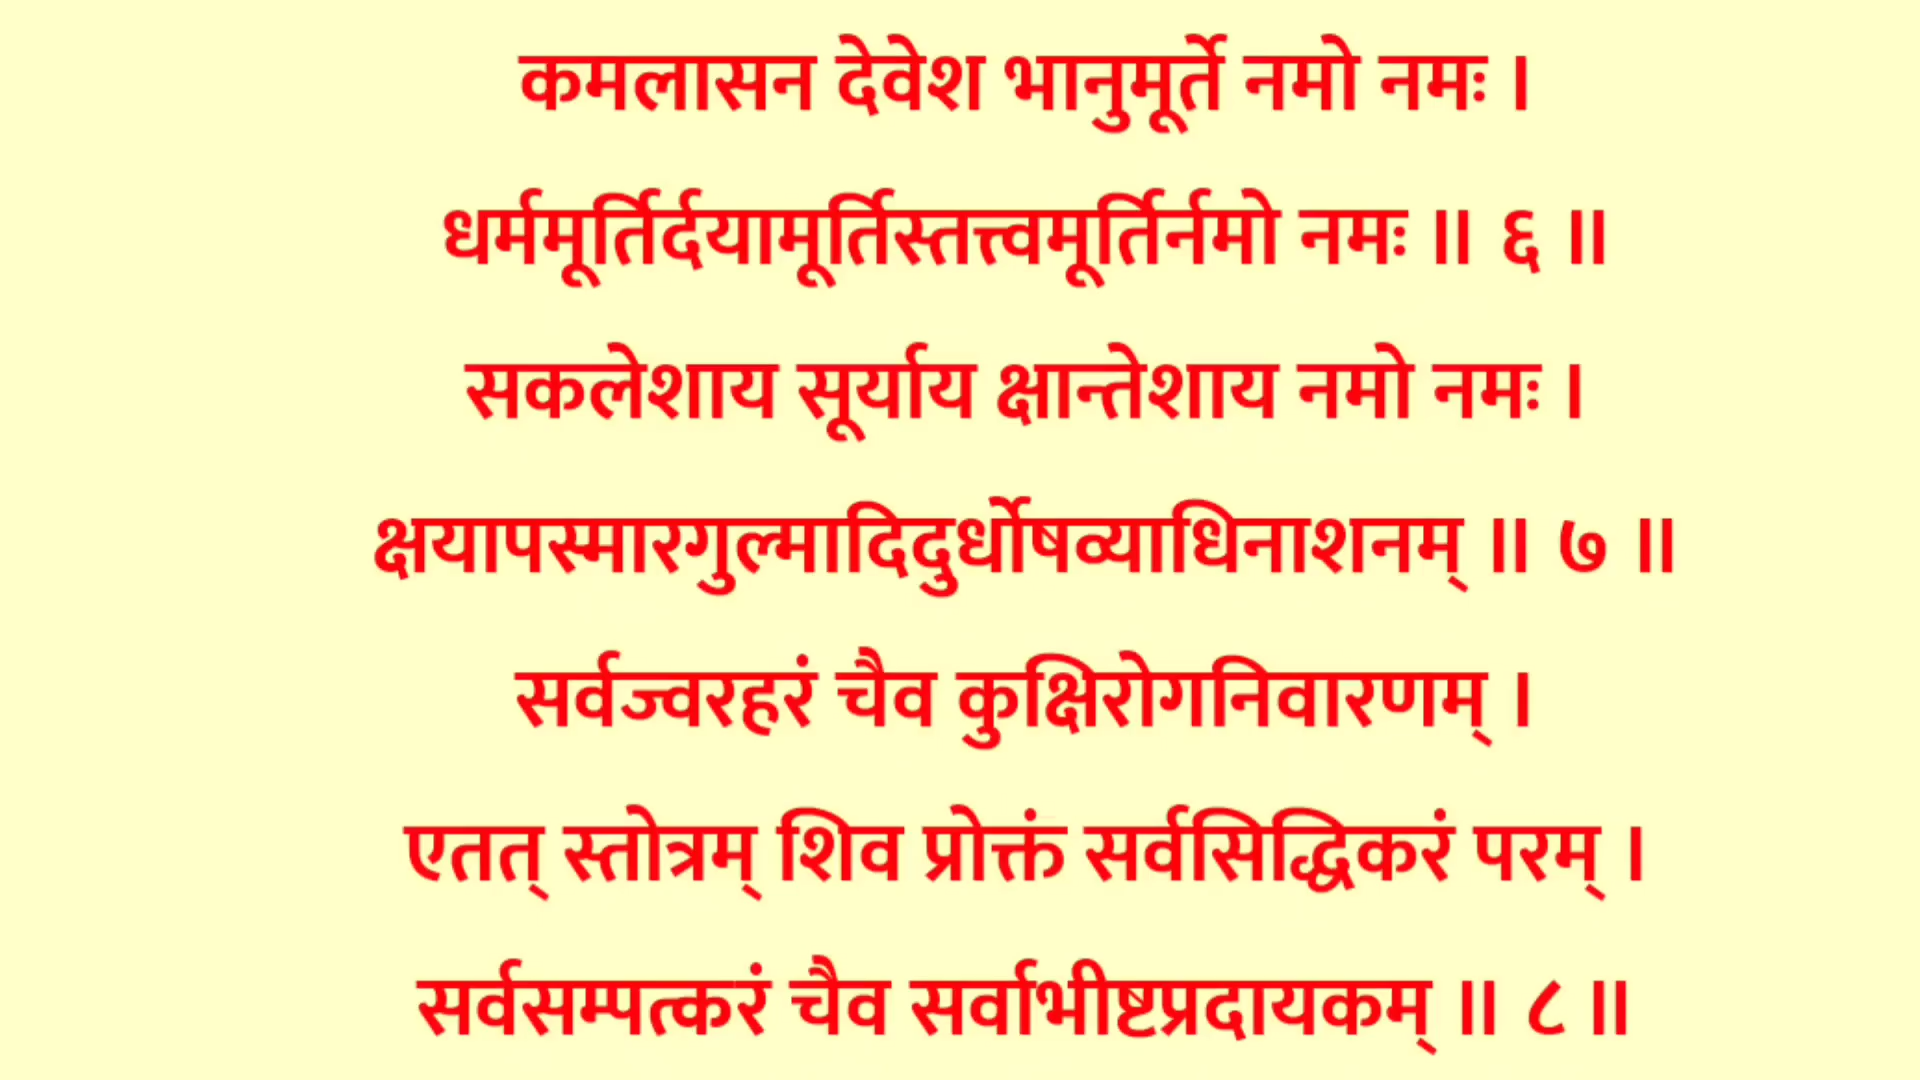 कमलासन देवेश भानुमूर्ते नमो नमः ।
धर्ममूर्तिर्दयामूर्तिस्तत्त्वमूर्तिर्नमो नमः ॥ ६ ॥
सकलेशाय सूर्याय क्षान्तेशाय नमो नमः ।
क्षयापस्मारगुल्मादिदुर्धोषव्याधिनाशनम् ॥ ७ ॥
सर्वज्वरहरं चैव कुक्षिरोगनिवारणम् ।
एतत् स्तोत्रम् शिव प्रोक्तं सर्वसिद्धिकरं परम् ।
सर्वसम्पत्करं चैव सर्वाभीष्टप्रदायकम् ॥ ८ ॥